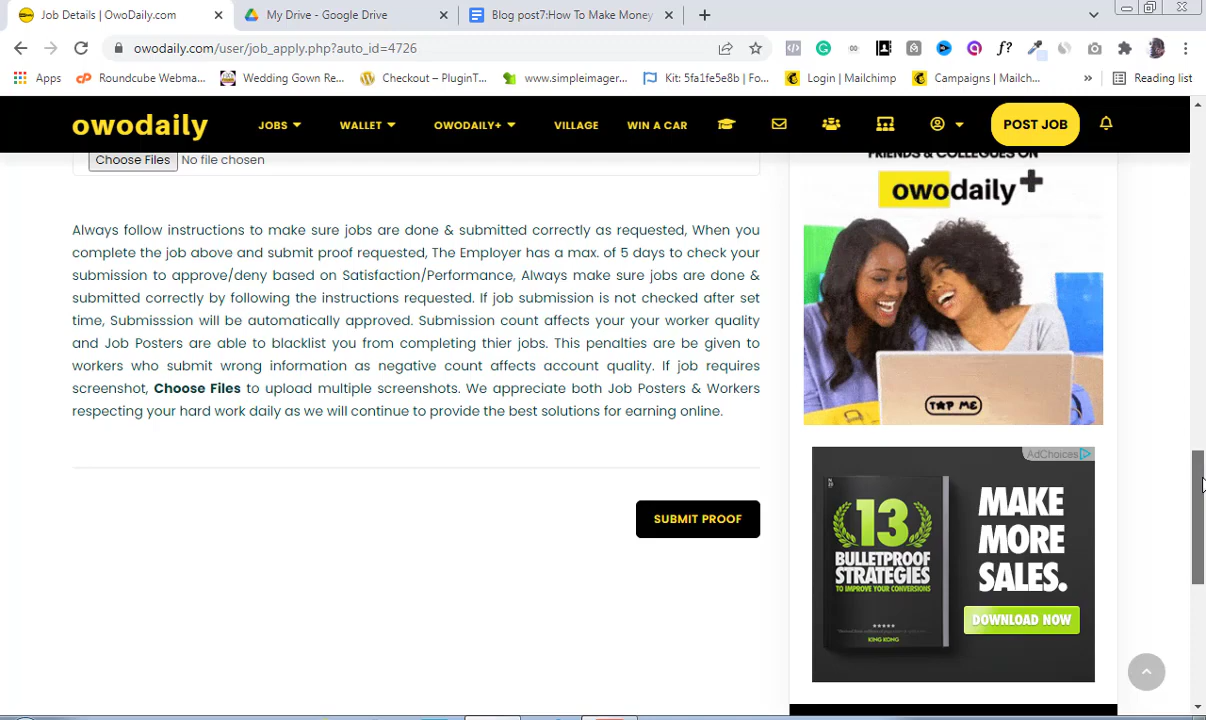 Job Details | OwoDaily.com
My Drive - Google Drive
Blog post7:How To Make Money
owodaily.com/user/job_apply.php?auto_id=4726
f?
Apps
Roundcube Webma...
Wedding Gown Re...
Checkout – PluginT...
www.simpleimager...
Kit: 5fa1fe5e8b | Fo...
Login | Mailchimp
Campaigns | Mailch...
»
Reading list
owodaily
JOBS
WALLET
OWODAILY+
VILLAGE
WIN A CAR
POST JOB
FRIENDS & COLLEGUES ON
owodaily+
Choose Files No file chosen
Always follow instructions to make sure jobs are done & submitted correctly as requested, When you
complete the job above and submit proof requested, The Employer has a max. of 5 days to check your
submission to approve/deny based on Satisfaction/Performance, Always make sure jobs are done &
submitted correctly by following the instructions requested. If job submission is not checked after set
time, Submisssion will be automatically approved. Submission count affects your your worker quality
and Job Posters are able to blacklist you from completing thier jobs. This penalties are be given to
workers who submit wrong information as negative count affects account quality. If job requires
screenshot, Choose Files to upload multiple screenshots. We appreciate both Job Posters & Workers
respecting your hard work daily as we will continue to provide the best solutions for earning online.
SUBMIT PROOF
TAP ME
AdChoices
13
BULLETPROOF
STRATEGIES
TO IMPROVE YOUR CONVERSIONS
KING KONG
MAKE
MORE
SALES.
DOWNLOAD NOW